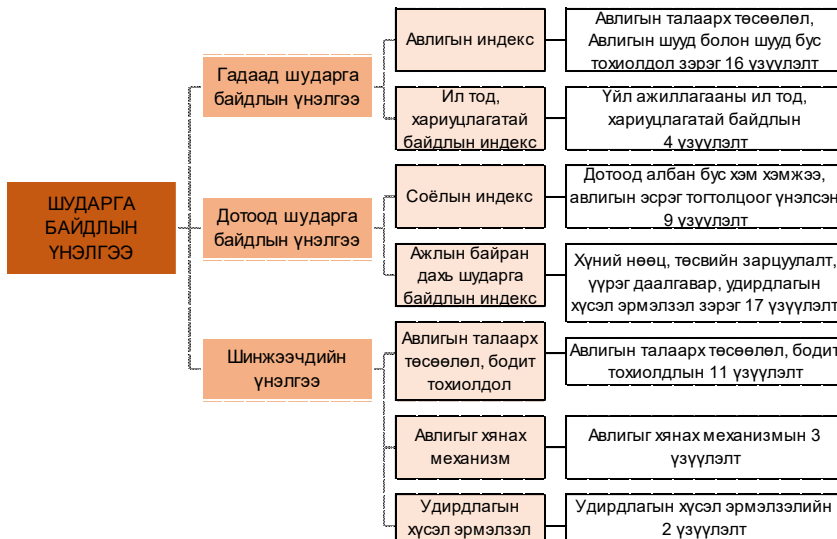 ШУДАРГА
БАЙДЛЫН
ҮНЭЛГЭЭ
Гадаад шударга
байдлын үнэлгээ
Авлигын индекс
Авлигын талаарх төсөөлөл,
Авлигын шууд болон шууд бус
тохиолдол зэрэг 16 үзүүлэлт
Ил тод,
хариуцлагатай
байдлын индекс
Үйл ажиллагааны ил тод,
хариуцлагатай байдлын
4 үзүүлэлт
Дотоод шударга
байдлын үнэлгээ
Соёлын индекс
Дотоод албан бус хэм хэмжээ,
авлигын эсрэг тогтолцоог үнэлсэн
9 үзүүлэлт
Ажлын байран
дахь шударга
байдлын индекс
Хүний нөөц, төсвийн зарцуулалт,
үүрэг даалгавар, удирдлагын
хүсэл эрмэлзэл зэрэг 17 үзүүлэлт
Шинжээчдийн
үнэлгээ
Авлигын талаарх
төсөөлөл, бодит
тохиолдол
Авлигын талаарх төсөөлөл, бодит
тохиолдлын 11 үзүүлэлт
Авлигыг хянах
механизм
Авлигыг хянах механизмын 3
үзүүлэлт
Удирдлагын
хүсэл эрмэлзэл
Удирдлагын хүсэл эрмэлзэлийн
2 үзүүлэлт